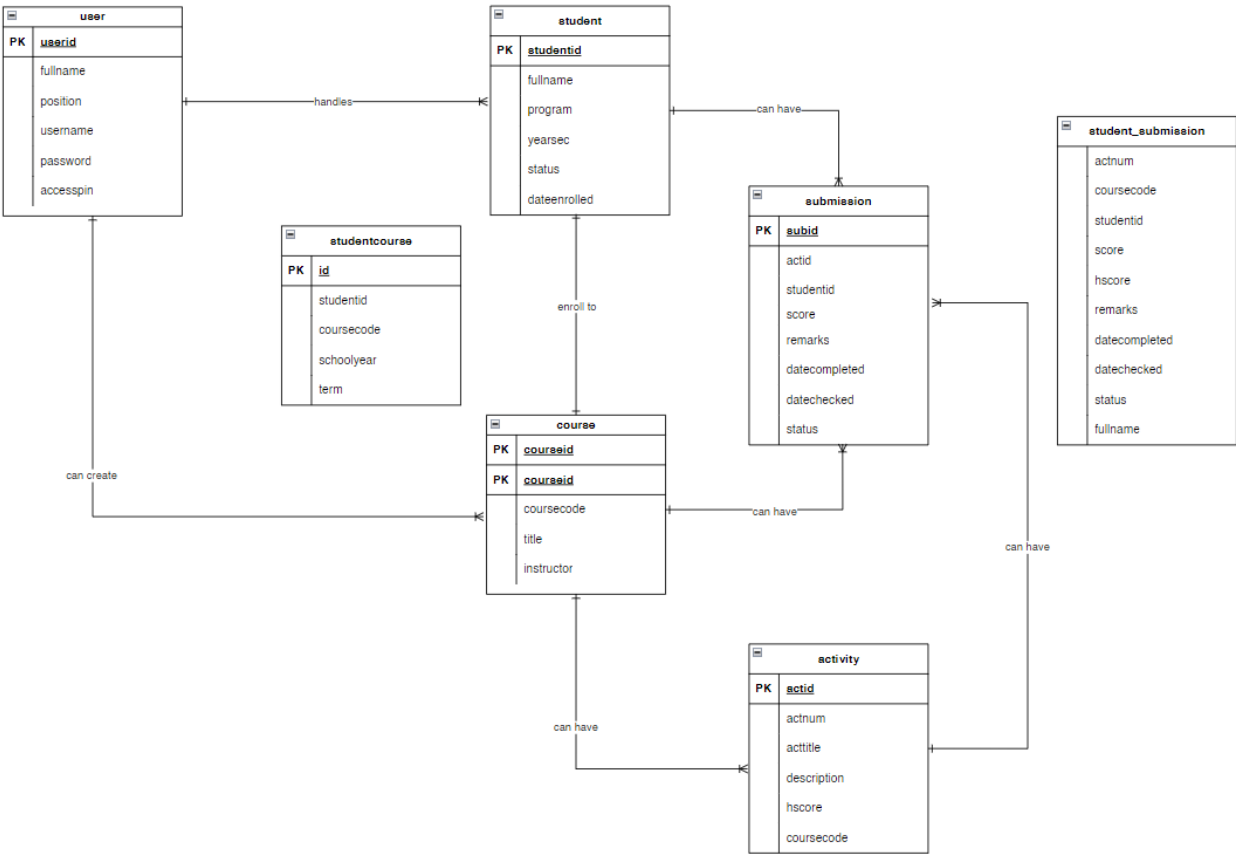 user
PK userid
fullname
position
username
password
accesspin
student
PK studentid
fullname
program
yearsec
status
dateenrolled
handles
can have
student_submission
actnum
coursecode
studentid
score
hscore
remarks
datecompleted
datechecked
status
fullname
submission
PK subid
actid
studentid
score
remarks
datecompleted
datechecked
status
studentcourse
PK id
studentid
coursecode
schoolyear
term
enroll to
course
PK courseid
PK courseid
coursecode
title
instructor
can create
can have
can have
can have
activity
PK actid
actnum
acttitle
description
hscore
coursecode